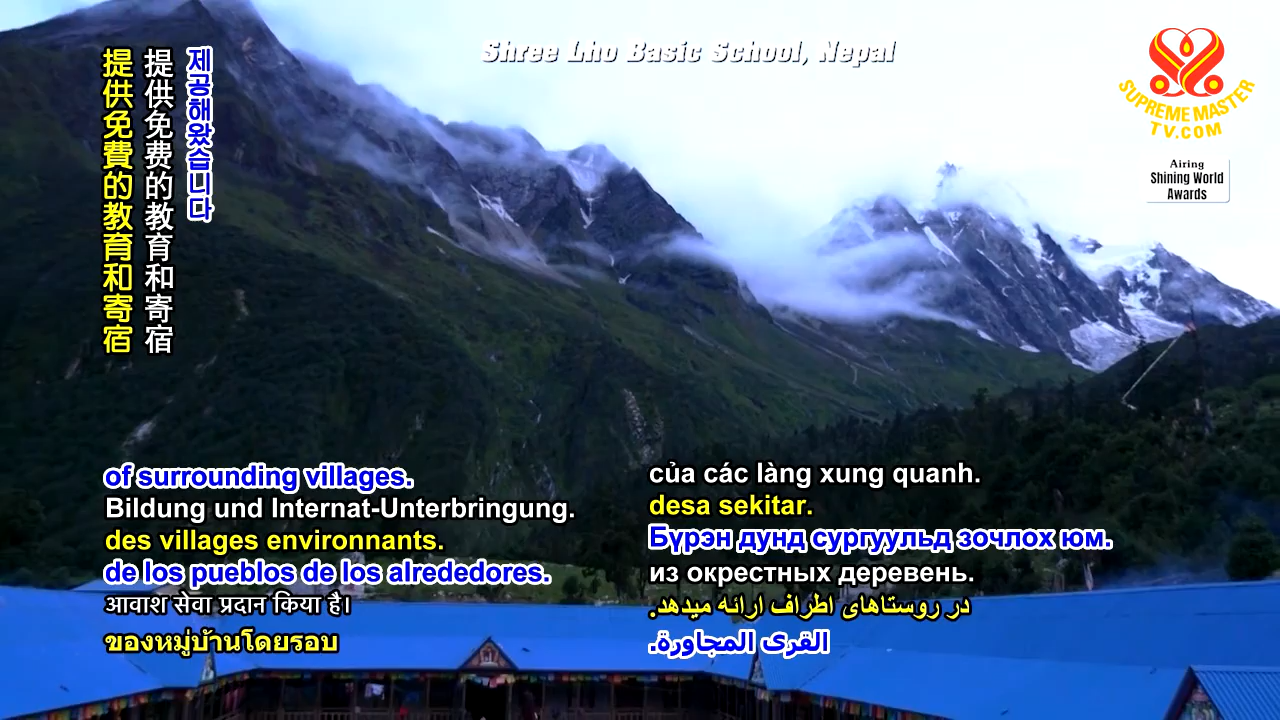 Shree Lho Basic School, Nepal
SUPREME MASTER
TV.COM
Airing
Shining World
Awards
제공해왔습니다
提供免费的教育和寄宿
提供免費的教育和寄宿
of surrounding villages.
Bildung und Internat-Unterbringung.
des villages environnants.
de los pueblos de los alrededores.
आवाश सेवा प्रदान किया है।
ของหมู่บ้านโดยรอบ
của các làng xung quanh.
desa sekitar.
Бүрэн дунд сургуульд зочлох юм.
из окрестных деревень.
در روستاهای اطراف ارائه میدهد.
القرى المجاورة.